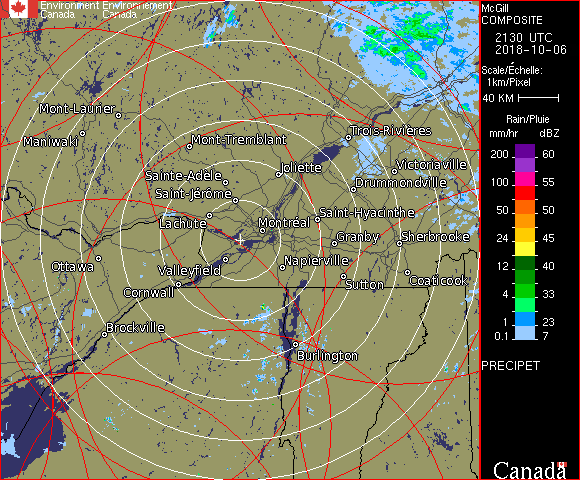 Environment Environnement
Canada Canada
Mont-Laurier
Maniwaki
Mont-Tremblant
Trois-Rivières
Sainte-Adèle
Joliette
Victoriaville
Saint-Jérôme
Drummondville
Lachute
Montréal
Saint-Hyacinthe
Granby
Sherbrooke
Ottawa
Valleyfield
Napierville
Cornwall
Sutton
Coaticook
Brockville
Burlington
McGill
COMPOSITE
2130 UTC
2018-10-06
Scale/Échelle:
1km/Pixel
40 KM
Rain/Pluie
mm/hr dBZ
200 60
100 55
50 50
24 45
12 40
4 33
1 23
0.1 7
PRECIPET
Canada